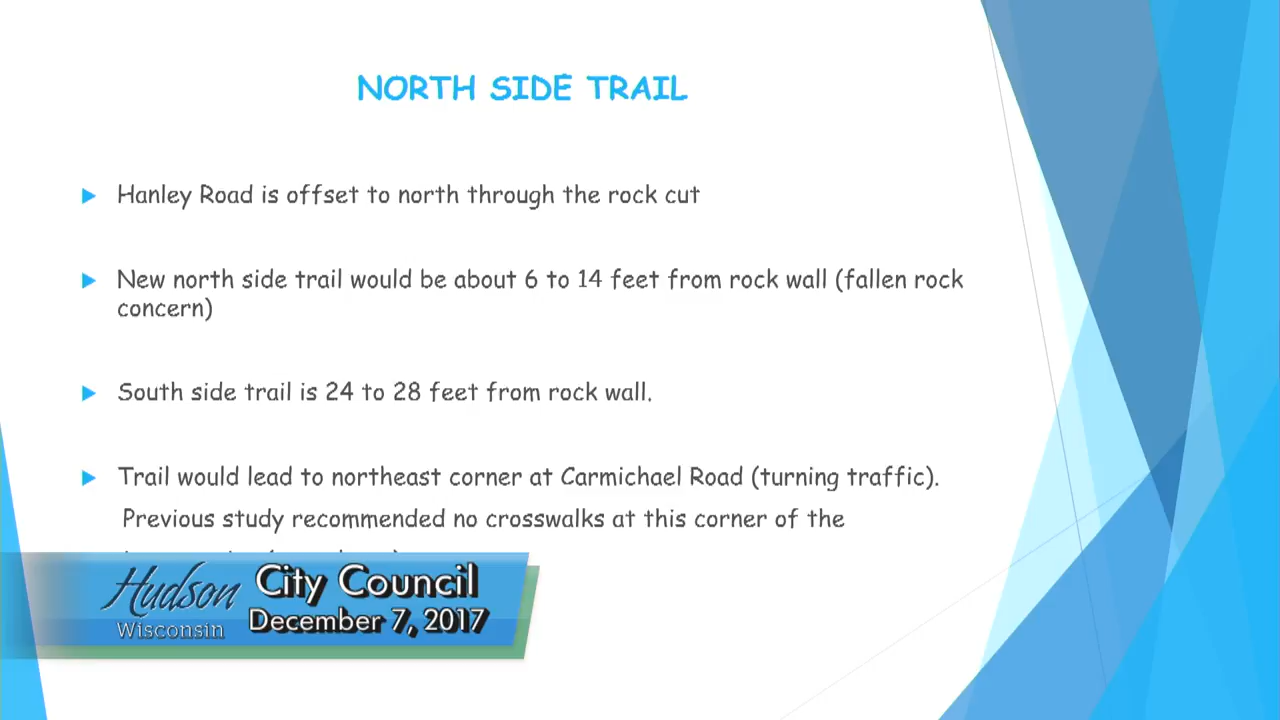 NORTH SIDE TRAIL
Hanley Road is offset to north through the rock cut
New north side trail would be about 6 to 14 feet from rock wall (fallen rock
concern)
South side trail is 24 to 28 feet from rock wall.
Trail would lead to northeast corner at Carmichael Road (turning traffic).
Previous study recommended no crosswalks at this corner of the
Hudson
Wisconsin
City Council
December 7, 2017